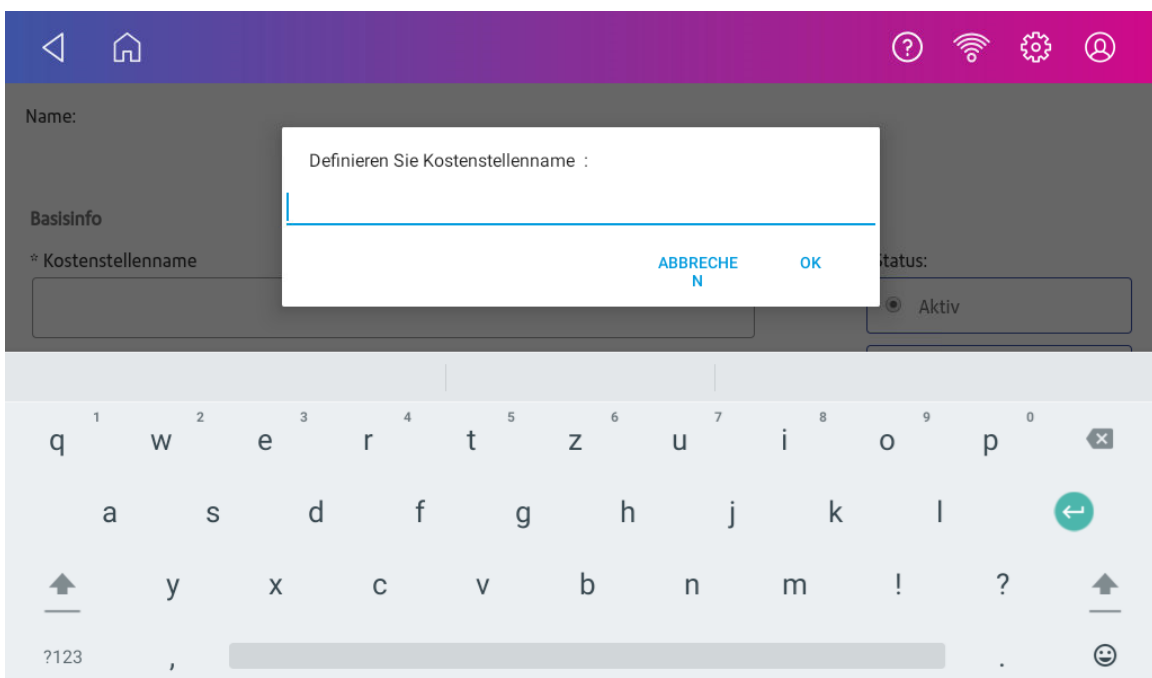 Name:
Definieren Sie Kostenstellenname :
Basisinfo
* Kostenstellenname
ABBRECHE
N
OK
Status:
Aktiv
1 2 3 4 5 6 7 8 9 0
q w e r t z u i o p
a s d f g h j k l
y x c v b n m ! ?
?123 , .